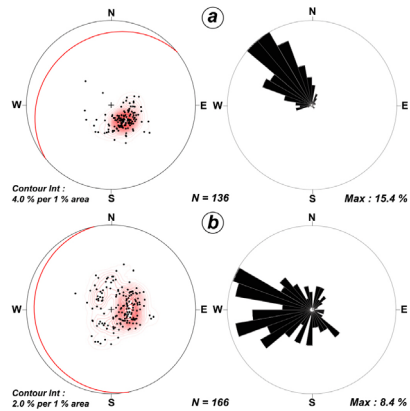 a
N
N
W
E
W
E
S
S
Contour Int :
4.0 % per 1 % area
N = 136
Max : 15.4 %
b
N
N
W
E
W
E
S
S
Contour Int :
2.0 % per 1 % area
N = 166
Max : 8.4 %